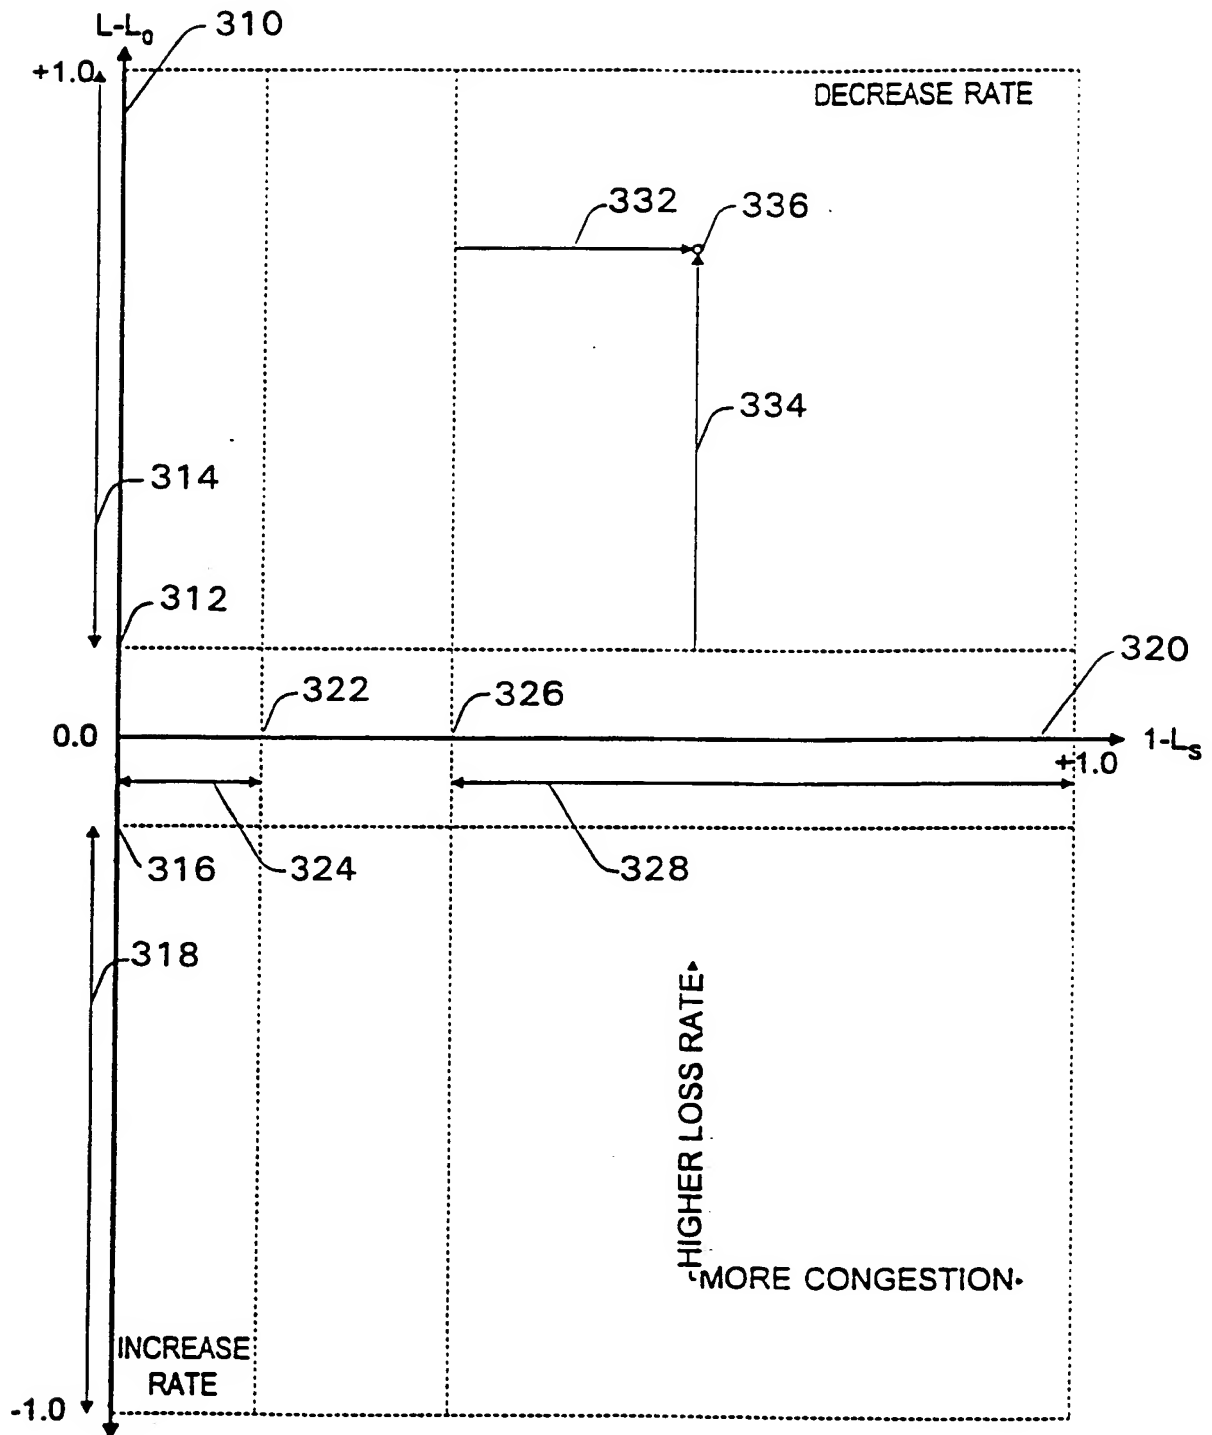 L-L₀
310
+1.0
DECREASE RATE
332
336
334
314
312
320
322
326
0.0
1-Lₛ
+1.0
316
324
328
318
HIGHER LOSS RATE
MORE CONGESTION
INCREASE
RATE
-1.0